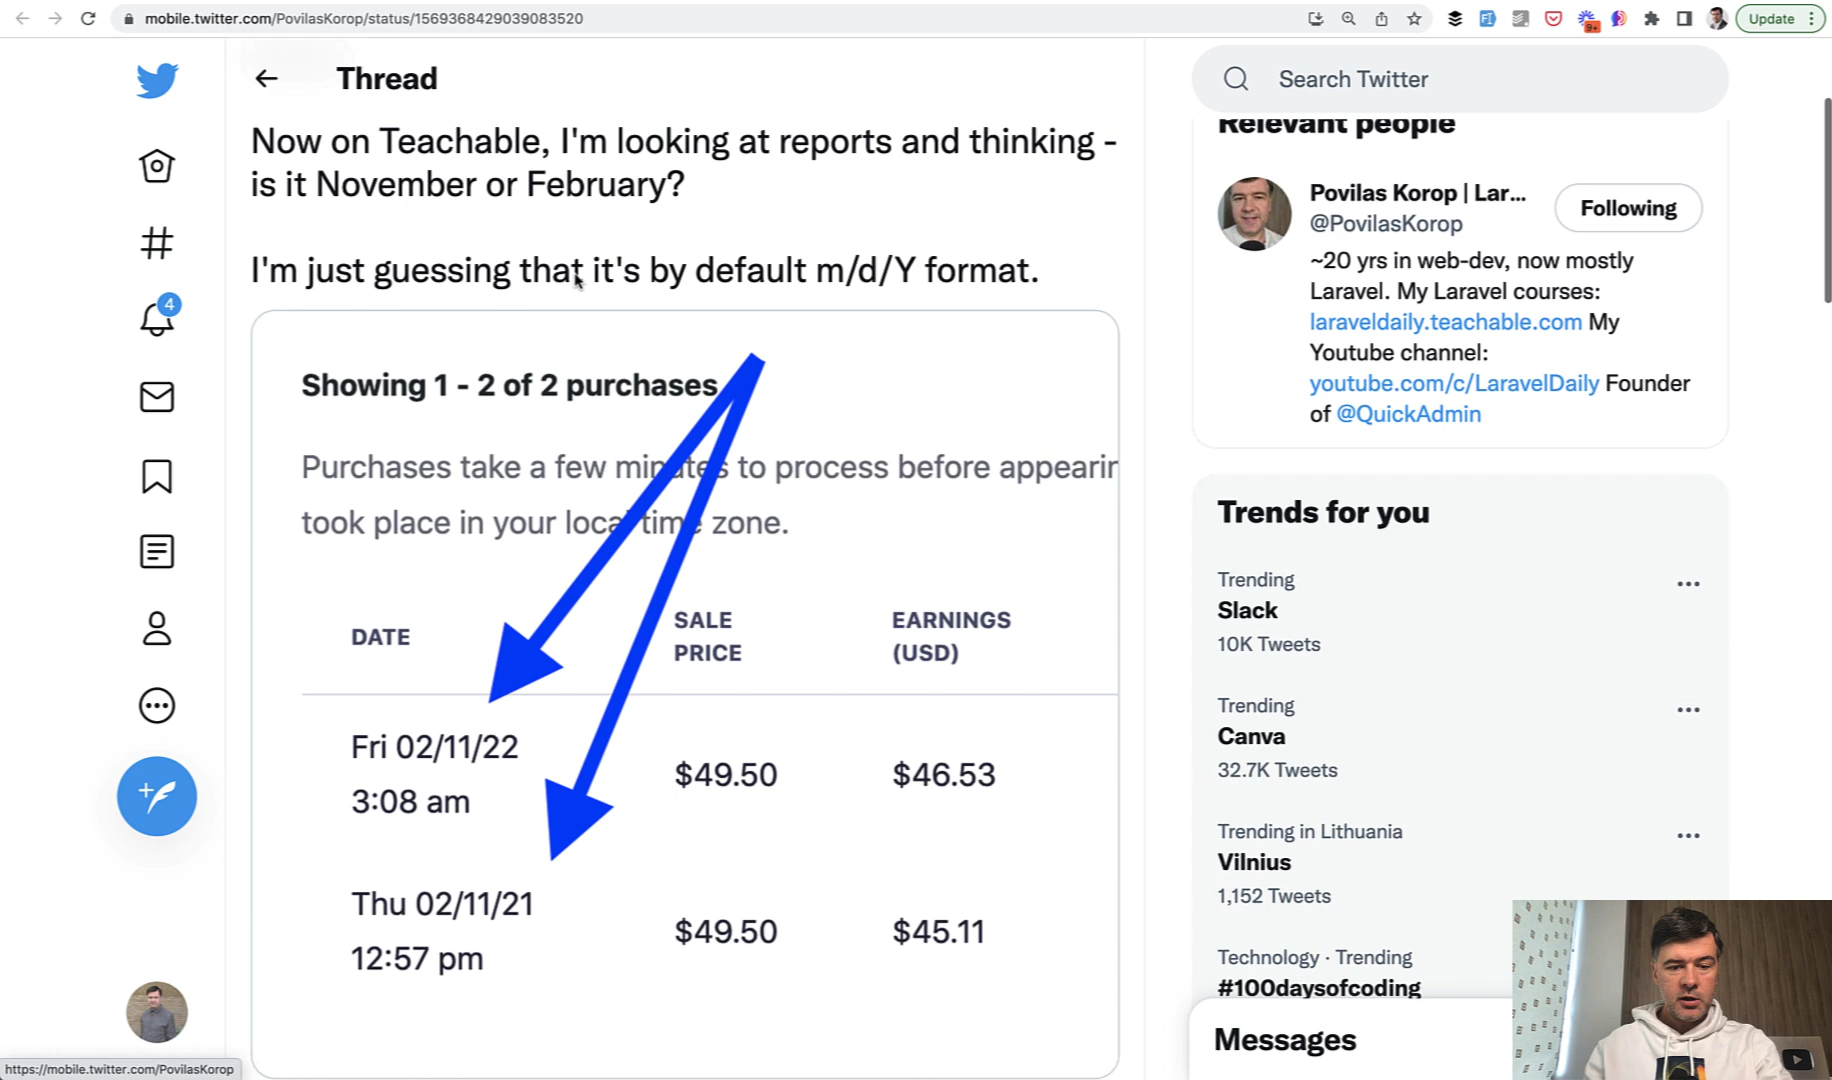 mobile.twitter.com/PovilasKorop/status/1569368429039083520
9+
Update
Thread
Search Twitter
Now on Teachable, I'm looking at reports and thinking -
is it November or February?
I'm just guessing that it's by default m/d/Y format.
4
Showing 1 - 2 of 2 purchases
Purchases take a few minutes to process before appearin
took place in your local time zone.
DATE
SALE
PRICE
EARNINGS
(USD)
Fri 02/11/22
3:08 am
$49.50
$46.53
Thu 02/11/21
12:57 pm
$49.50
$45.11
Relevant people
Povilas Korop | Lar...
@PovilasKorop
Following
~20 yrs in web-dev, now mostly
Laravel. My Laravel courses:
laraveldaily.teachable.com My
Youtube channel:
youtube.com/c/LaravelDaily Founder
of @QuickAdmin
Trends for you
Trending
Slack
10K Tweets
Trending
Canva
32.7K Tweets
Trending in Lithuania
Vilnius
1,152 Tweets
Technology · Trending
#100daysofcoding
Messages
https://mobile.twitter.com/PovilasKorop